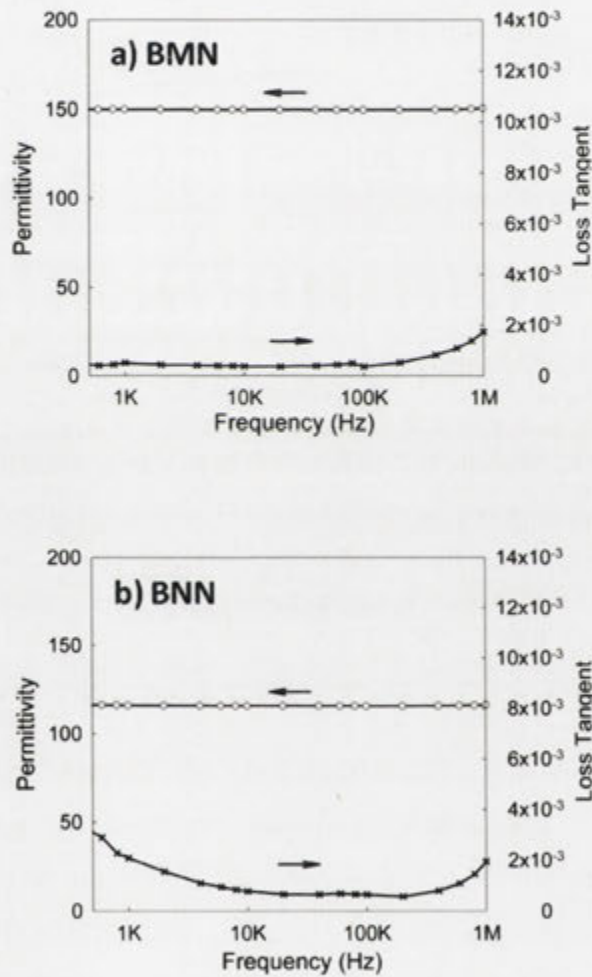 a) BMN
200
150
100
50
0
Permittivity
14x10-3
12x10-3
10x10-3
8x10-3
6x10-3
4x10-3
2x10-3
0
Loss Tangent
1K 10K 100K 1M
Frequency (Hz)
b) BNN
200
150
100
50
0
Permittivity
14x10-3
12x10-3
10x10-3
8x10-3
6x10-3
4x10-3
2x10-3
0
Loss Tangent
1K 10K 100K 1M
Frequency (Hz)